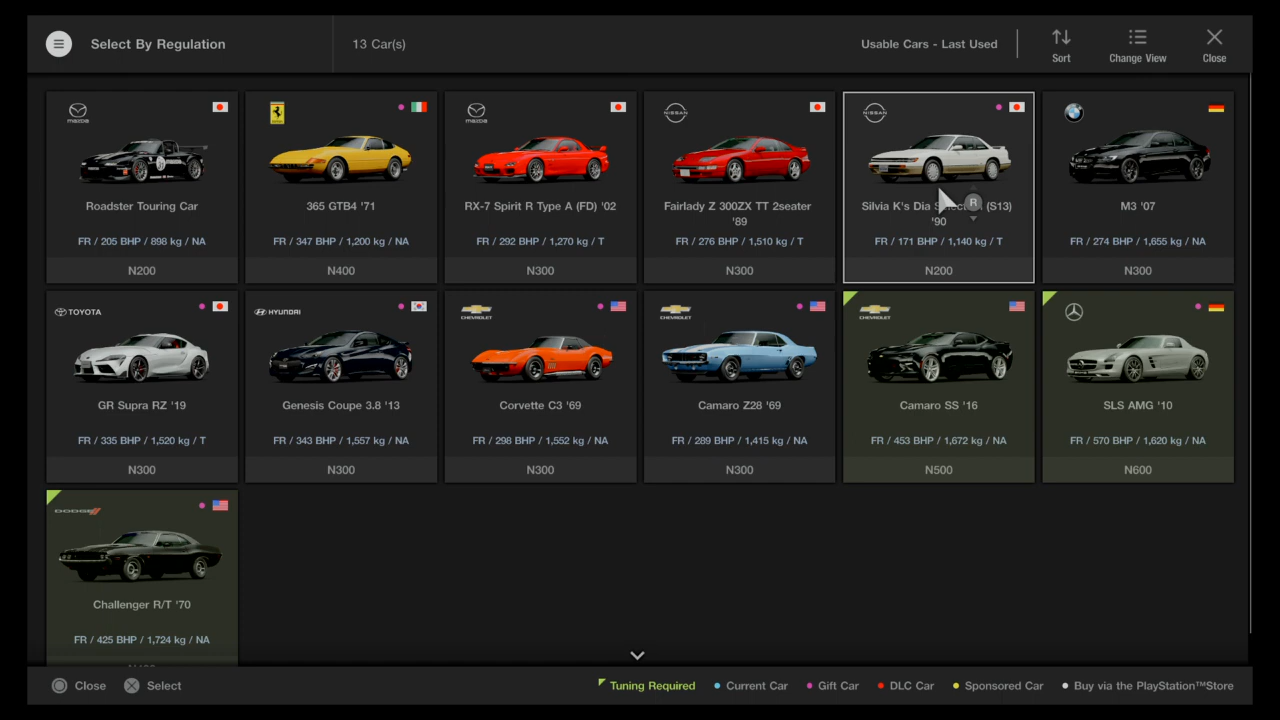 Select By Regulation
13 Car(s)
Usable Cars - Last Used
Sort
Change View
Close
mazda
Roadster Touring Car
FR / 205 BHP / 898 kg / NA
N200
365 GTB4 '71
FR / 347 BHP / 1,200 kg / NA
N400
mazda
RX-7 Spirit R Type A (FD) '02
FR / 292 BHP / 1,270 kg / T
N300
NISSAN
Fairlady Z 300ZX TT 2seater
'89
FR / 276 BHP / 1,510 kg / T
N300
NISSAN
Silvia K's Dia (S13)
'90
R
FR / 171 BHP / 1,140 kg / T
N200
M3 '07
FR / 274 BHP / 1,655 kg / NA
N300
TOYOTA
GR Supra RZ '19
FR / 335 BHP / 1,520 kg / T
N300
HYUNDAI
Genesis Coupe 3.8 '13
FR / 343 BHP / 1,557 kg / NA
N300
CHEVROLET
Corvette C3 '69
FR / 298 BHP / 1,552 kg / NA
N300
CHEVROLET
Camaro Z28 '69
FR / 289 BHP / 1,415 kg / NA
N300
CHEVROLET
Camaro SS '16
FR / 453 BHP / 1,672 kg / NA
N500
SLS AMG '10
FR / 570 BHP / 1,620 kg / NA
N600
DODGE
Challenger R/T '70
FR / 425 BHP / 1,724 kg / NA
Close
Select
Tuning Required
Current Car
Gift Car
DLC Car
Sponsored Car
Buy via the PlayStation™Store